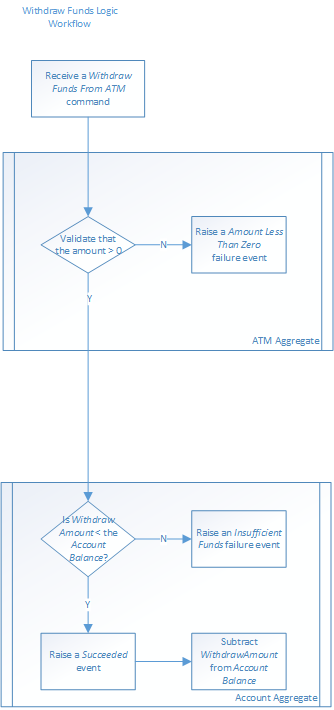 Withdraw Funds Logic
Workflow
Receive a Withdraw
Funds From ATM
command
Validate that
the amount > 0
N
Raise a Amount Less
Than Zero
failure event
Y
ATM Aggregate
Is Withdraw
Amount < the
Account
Balance?
N
Raise an Insufficient
Funds failure event
Y
Raise a Succeeded
event
Subtract
WithdrawAmount
from Account
Balance
Account Aggregate